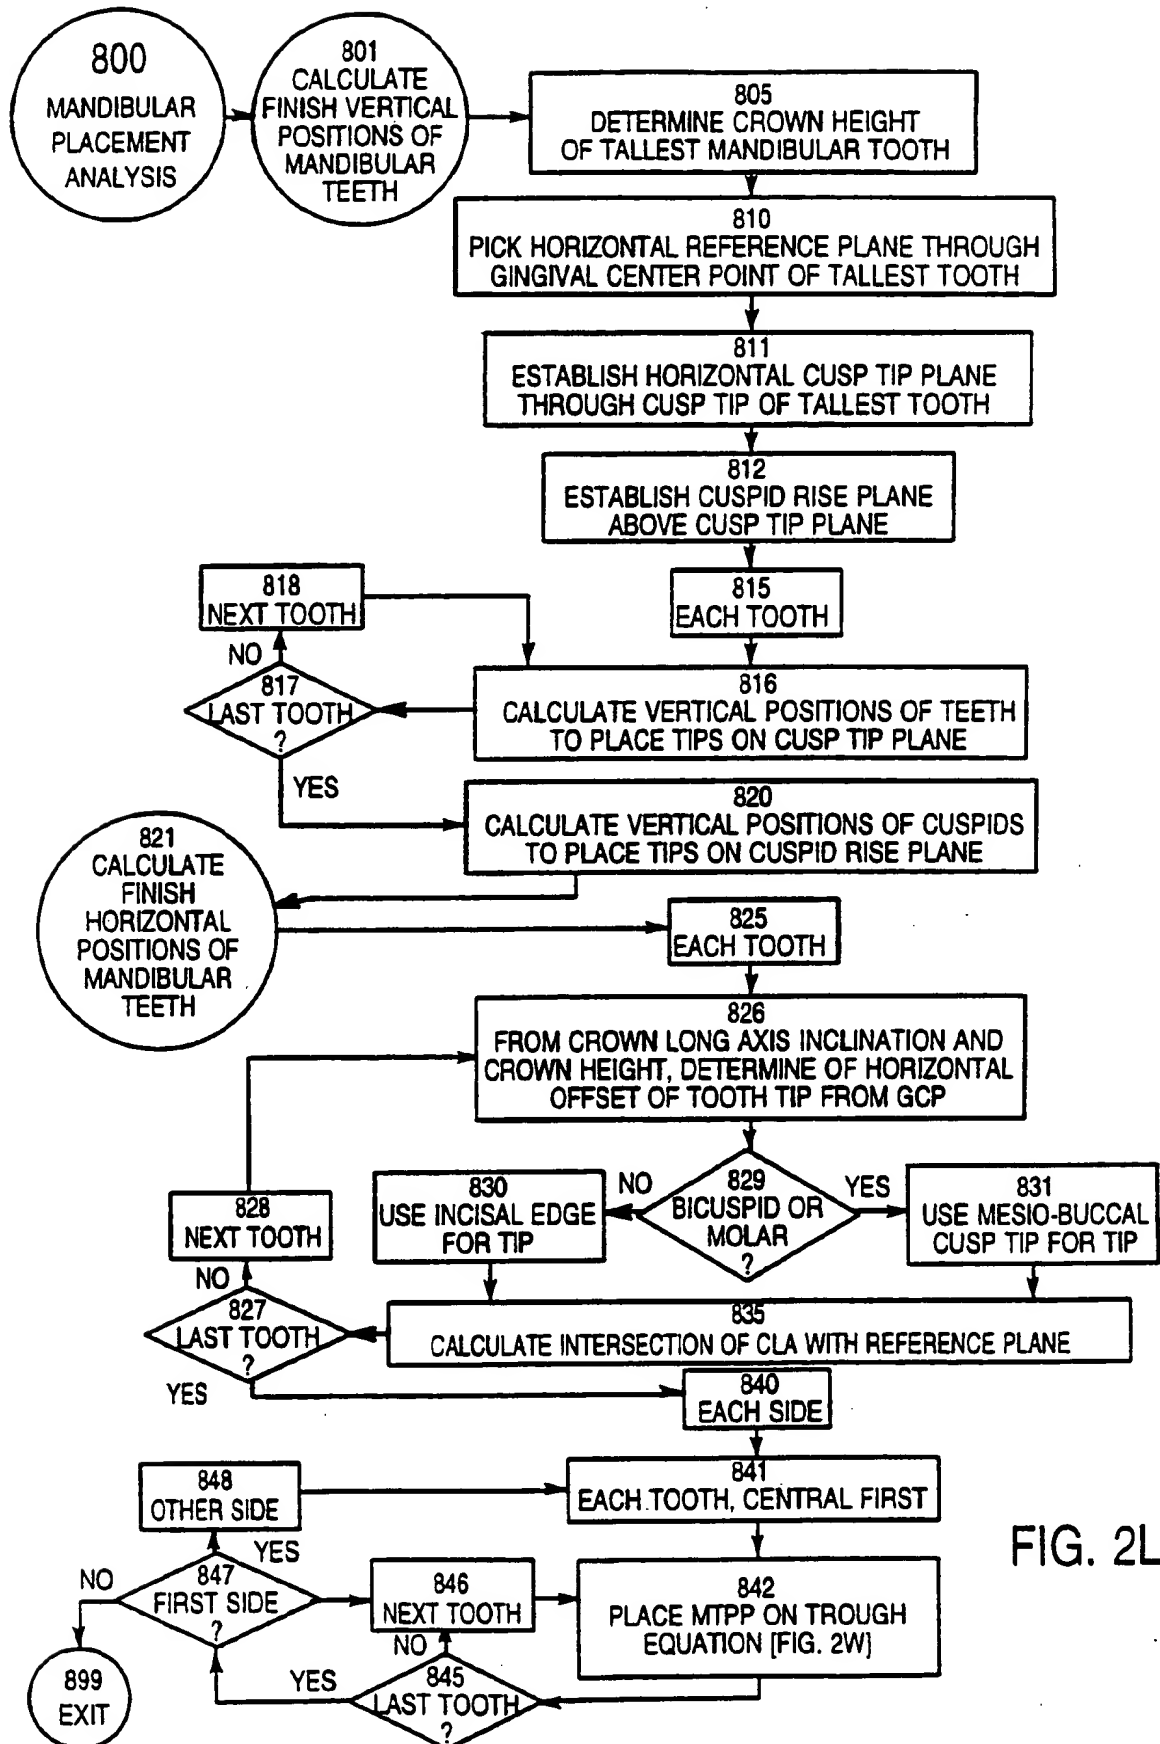 800
MANDIBULAR
PLACEMENT
ANALYSIS
801
CALCULATE
FINISH VERTICAL
POSITIONS OF
MANDIBULAR
TEETH
805
DETERMINE CROWN HEIGHT
OF TALLEST MANDIBULAR TOOTH
810
PICK HORIZONTAL REFERENCE PLANE THROUGH
GINGIVAL CENTER POINT OF TALLEST TOOTH
811
ESTABLISH HORIZONTAL CUSP TIP PLANE
THROUGH CUSP TIP OF TALLEST TOOTH
812
ESTABLISH CUSPID RISE PLANE
ABOVE CUSP TIP PLANE
815
EACH TOOTH
818
NEXT TOOTH
NO
817
LAST TOOTH
?
YES
816
CALCULATE VERTICAL POSITIONS OF TEETH
TO PLACE TIPS ON CUSP TIP PLANE
820
CALCULATE VERTICAL POSITIONS OF CUSPIDS
TO PLACE TIPS ON CUSPID RISE PLANE
821
CALCULATE
FINISH
HORIZONTAL
POSITIONS OF
MANDIBULAR
TEETH
825
EACH TOOTH
826
FROM CROWN LONG AXIS INCLINATION AND
CROWN HEIGHT, DETERMINE OF HORIZONTAL
OFFSET OF TOOTH TIP FROM GCP
829
BICUSPID OR
MOLAR
?
NO
YES
830
USE INCISAL EDGE
FOR TIP
831
USE MESIO-BUCCAL
CUSP TIP FOR TIP
828
NEXT TOOTH
NO
827
LAST TOOTH
?
YES
835
CALCULATE INTERSECTION OF CLA WITH REFERENCE PLANE
840
EACH SIDE
848
OTHER SIDE
841
EACH TOOTH, CENTRAL FIRST
YES
NO
847
FIRST SIDE
?
846
NEXT TOOTH
842
PLACE MTPP ON TROUGH
EQUATION [FIG. 2W]
NO
YES
845
LAST TOOTH
?
899
EXIT
FIG. 2L